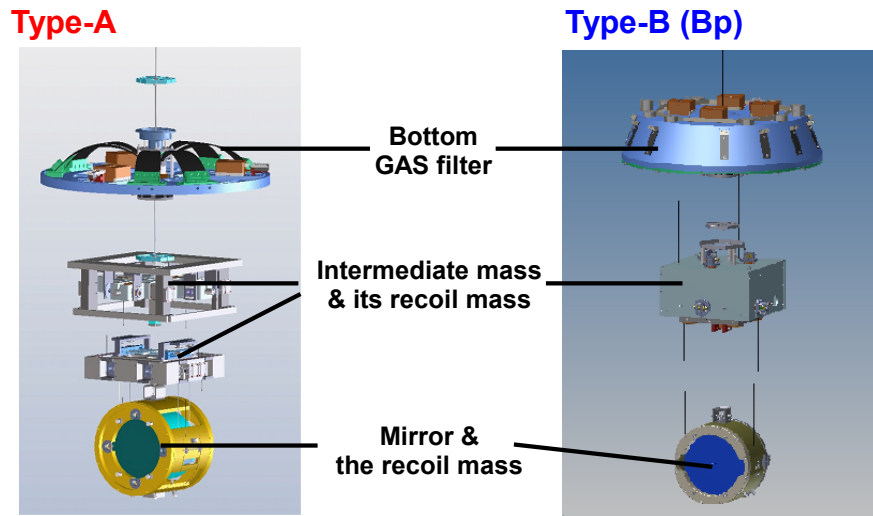 Type-A
Type-B (Bp)
Bottom
GAS filter
Intermediate mass
& its recoil mass
Mirror &
the recoil mass